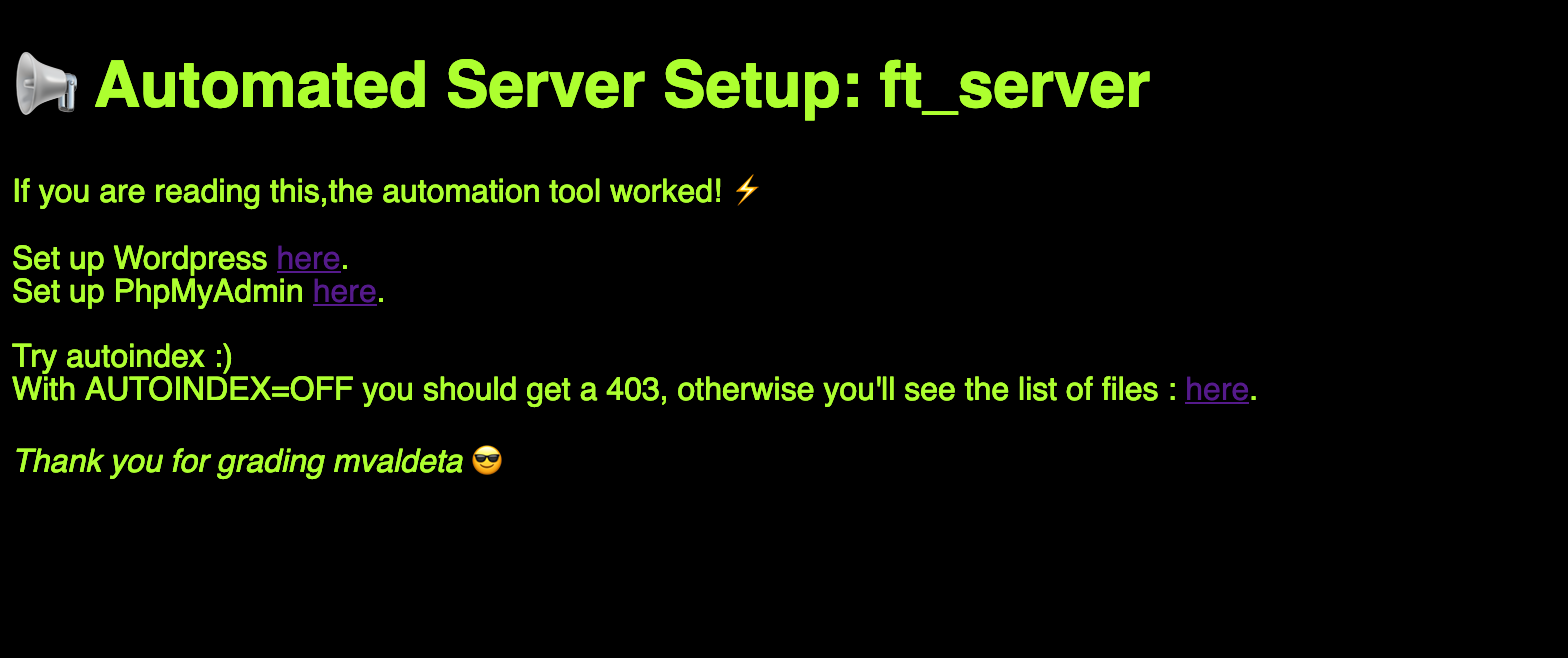 📢 Automated Server Setup: ft_server
If you are reading this,the automation tool worked! ⚡
Set up Wordpress here.
Set up PhpMyAdmin here.
Try autoindex :)
With AUTOINDEX=OFF you should get a 403, otherwise you'll see the list of files : here.
Thank you for grading mvaldeta 😎